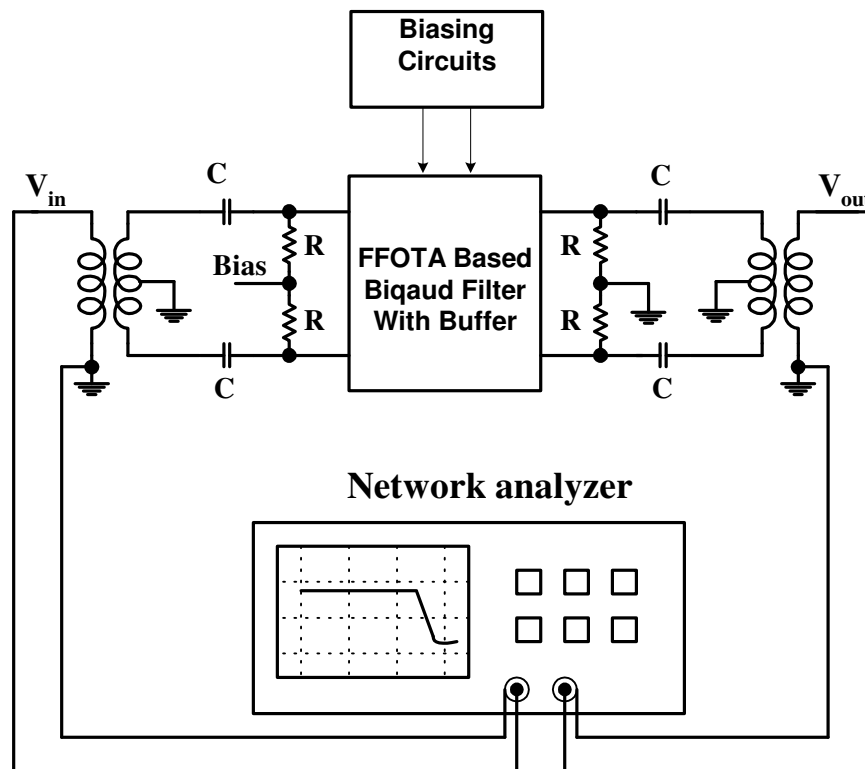 Biasing
Circuits
C
C
V_in
V_out
R
R
Bias
FFOTA Based
Biqaud Filter
With Buffer
R
R
C
C
Network analyzer